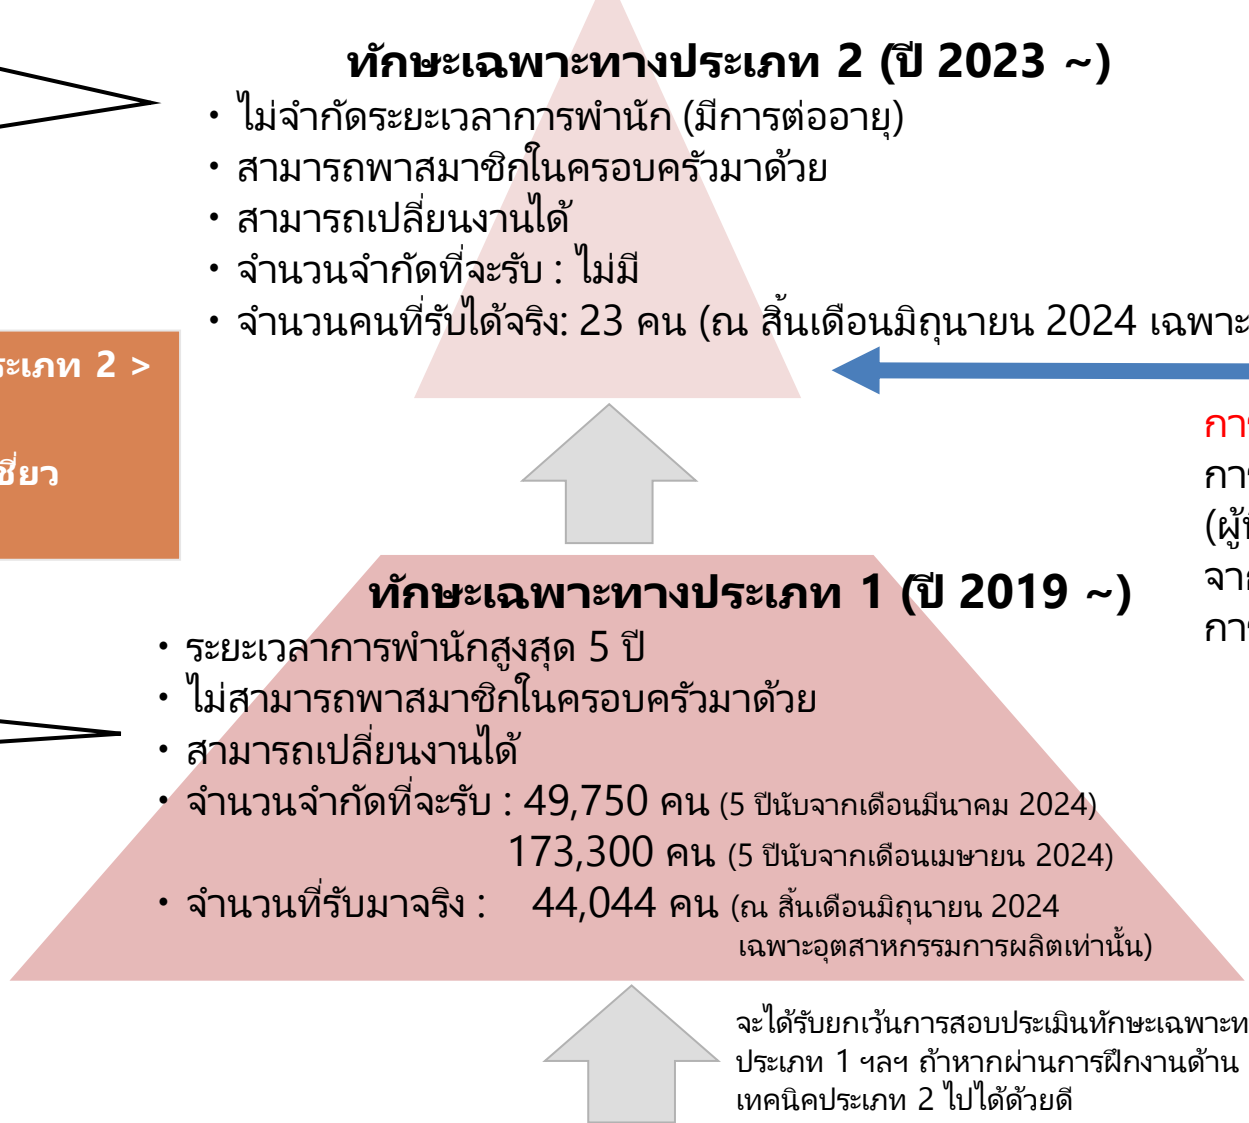 ทักษะเฉพาะทางประเภท 2 (ปี 2023 ~)
・ไม่จำกัดระยะเวลาการพำนัก (มีการต่ออายุ)
・สามารถพาสมาชิกในครอบครัวมาด้วย
・สามารถเปลี่ยนงานได้
・จำนวนจำกัดที่จะรับ : ไม่มี
・จำนวนคนที่รับได้จริง: 23 คน (ณ สิ้นเดือนมิถุนายน 2024 เฉพาะ
ระเภท 2 >
ชี่ยว
การ
การ
(ผู้
จาก
การ
ทักษะเฉพาะทางประเภท 1 (ปี 2019 ~)
・ระยะเวลาการพำนักสูงสุด 5 ปี
・ไม่สามารถพาสมาชิกในครอบครัวมาด้วย
・สามารถเปลี่ยนงานได้
・จำนวนจำกัดที่จะรับ : 49,750 คน (5 ปีนับจากเดือนมีนาคม 2024)
173,300 คน (5 ปีนับจากเดือนเมษายน 2024)
・จำนวนที่รับมาจริง : 44,044 คน (ณ สิ้นเดือนมิถุนายน 2024
เฉพาะอุตสาหกรรมการผลิตเท่านั้น)
จะได้รับยกเว้นการสอบประเมินทักษะเฉพาะท
ประเภท 1 ฯลฯ ถ้าหากผ่านการฝึกงานด้าน
เทคนิคประเภท 2 ไปได้ด้วยดี